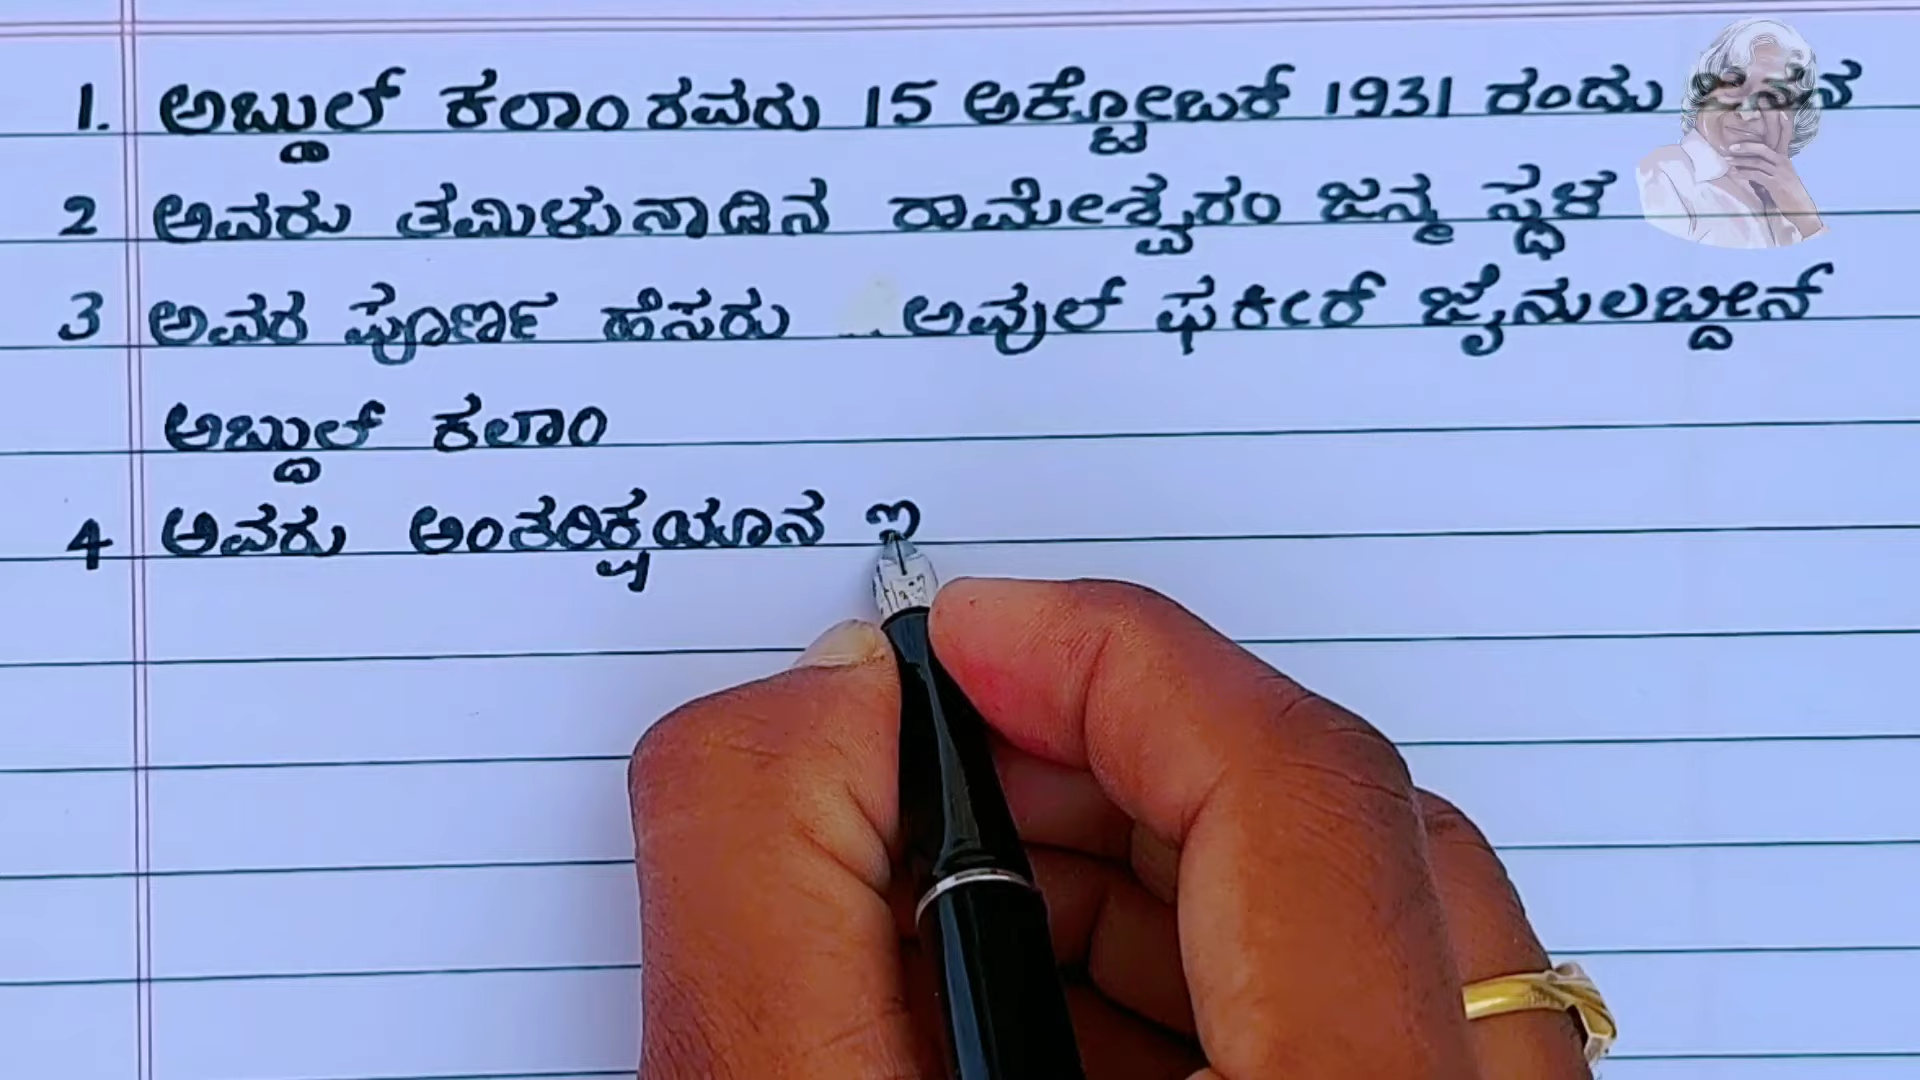 1. ಅಬ್ದುಲ್ ಕಲಾಂರವರು 15 ಅಕ್ಟೋಬರ್ 1931 ರಂದು ಜನನ
2 ಅವರು ತಮಿಳುನಾಡಿನ ರಾಮೇಶ್ವರಂ ಜನ್ಮ ಸ್ಥಳ
3 ಅವರ ಪೂರ್ಣ ಹೆಸರು ಅವುಲ್ ಫಕೀರ್ ಜೈನುಲಬ್ದೀನ್
ಅಬ್ದುಲ್ ಕಲಾಂ
4 ಅವರು ಅಂತರಿಕ್ಷಯಾನ